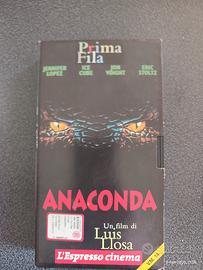 Prima
Fila
JENNIFER LOPEZ
ICE CUBE
JON VOIGHT
ERIC STOLTZ
ANACONDA
Un film di
Luis
Llosa
L'Espresso cinema